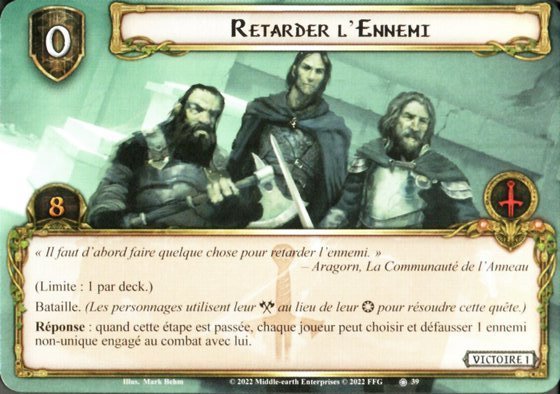 0
RETARDER L'ENNEMI
8
« Il faut d'abord faire quelque chose pour retarder l'ennemi. »
– Aragorn, La Communauté de l'Anneau
(Limite : 1 par deck.)
Bataille. (Les personnages utilisent leur au lieu de leur pour résoudre cette quête.)
Réponse : quand cette étape est passée, chaque joueur peut choisir et défausser 1 ennemi
non-unique engagé au combat avec lui.
VICTOIRE 1
Illus. Mark Behm © 2022 Middle-earth Enterprises © 2022 FFG 39